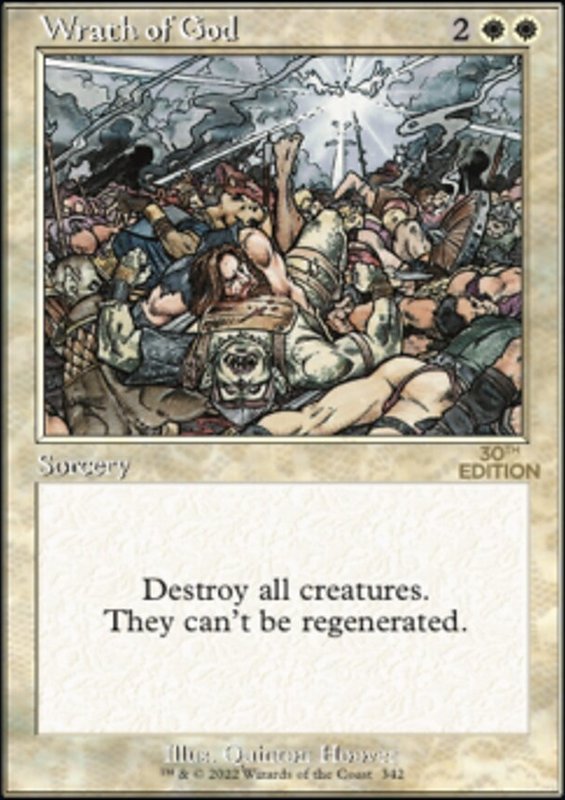 Wrath of God 2
Sorcery
30TH
EDITION
Destroy all creatures.
They can't be regenerated.
Illus. Quinton Hoover
™ & © 2022 Wizards of the Coast 342